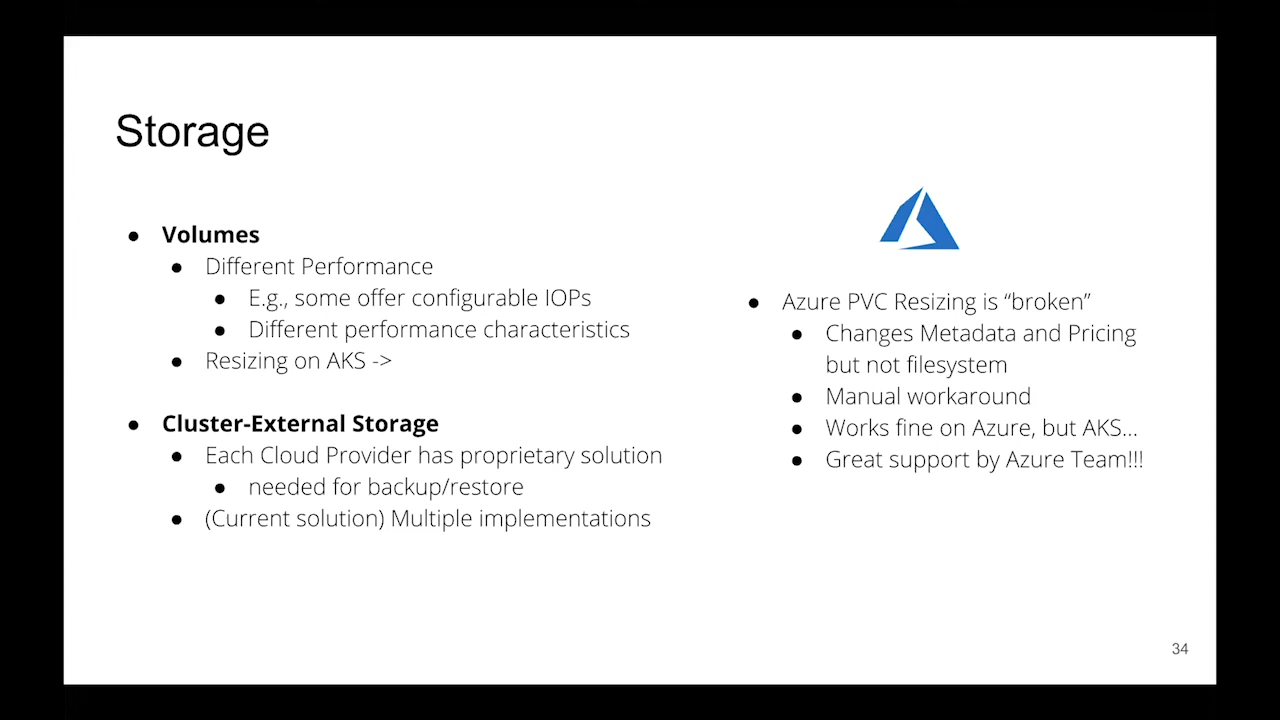 Storage
● Volumes
● Different Performance
● E.g., some offer configurable IOPs
● Different performance characteristics
● Resizing on AKS ->
● Cluster-External Storage
● Each Cloud Provider has proprietary solution
● needed for backup/restore
● (Current solution) Multiple implementations
● Azure PVC Resizing is “broken”
● Changes Metadata and Pricing
but not filesystem
● Manual workaround
● Works fine on Azure, but AKS...
● Great support by Azure Team!!!
34